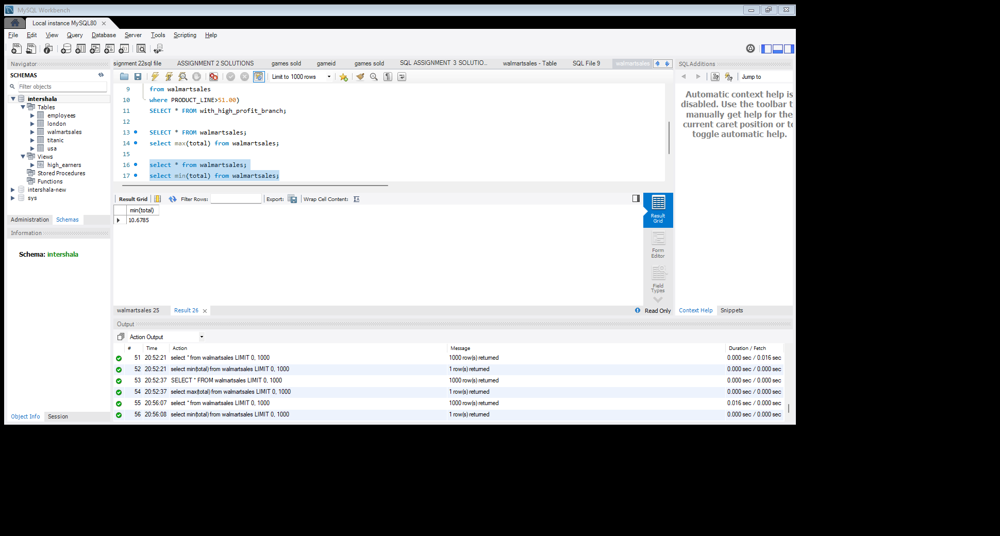 MySQL Workbench
Local instance MySQL80
File Edit View Query Database Server Tools Scripting Help
Navigator
SCHEMAS
Filter objects
intershala
Tables
employees
london
walmartsales
titanic
usa
Views
high_earners
Stored Procedures
Functions
intershala-new
sys
Administration Schemas
Information
Schema: intershala
Object Info Session
signment 22sql file ASSIGNMENT 2 SOLUTIONS games sold gameid games sold SQL ASSIGNMENT 3 SOLUTIO... walmartsales - Table SQL File 9 walmartsales
Limit to 1000 rows
9 from walmartsales
10 where PRODUCT_LINE>51.00)
11 SELECT * FROM with_high_profit_branch;
12
13 SELECT * FROM walmartsales;
14 select max(total) from walmartsales;
15
16 select * from walmartsales;
17 select min(total) from walmartsales;
Result Grid Filter Rows: Export: Wrap Cell Content:
min(total)
10.6785
Result
Grid
Form
Editor
Field
Types
walmartsales 25 Result 26 Read Only
SQLAdditions
Jump to
Automatic context help is
disabled. Use the toolbar t
manually get help for the
current caret position or to
toggle automatic help.
Context Help Snippets
Output
Action Output
# Time Action Message Duration / Fetch
51 20:52:21 select * from walmartsales LIMIT 0, 1000 1000 row(s) returned 0.000 sec / 0.016 sec
52 20:52:21 select min(total) from walmartsales LIMIT 0, 1000 1 row(s) returned 0.000 sec / 0.000 sec
53 20:52:37 SELECT * FROM walmartsales LIMIT 0, 1000 1000 row(s) returned 0.000 sec / 0.000 sec
54 20:52:37 select max(total) from walmartsales LIMIT 0, 1000 1 row(s) returned 0.000 sec / 0.000 sec
55 20:56:07 select * from walmartsales LIMIT 0, 1000 1000 row(s) returned 0.016 sec / 0.000 sec
56 20:56:08 select min(total) from walmartsales LIMIT 0, 1000 1 row(s) returned 0.000 sec / 0.000 sec